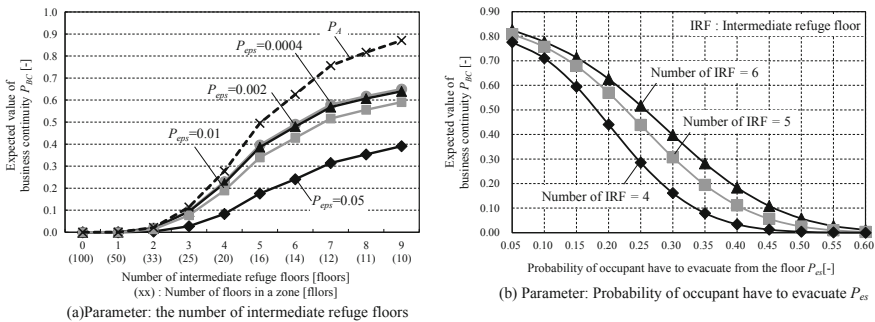 Expected value of
business continuity P_BC [-]
1.0
0.9
0.8
0.7
0.6
0.5
0.4
0.3
0.2
0.1
0.0
P_A
P_eps=0.0004
P_eps=0.002
P_eps=0.01
P_eps=0.05
0 1 2 3 4 5 6 7 8 9
(100) (50) (33) (25) (20) (16) (14) (12) (11) (10)
Number of intermediate refuge floors [floors]
(xx) : Number of floors in a zone [fllors]
(a)Parameter: the number of intermediate refuge floors
Expected value of
business continuity P_BC [-]
0.90
0.80
0.70
0.60
0.50
0.40
0.30
0.20
0.10
0.00
IRF : Intermediate refuge floor
Number of IRF = 6
Number of IRF = 5
Number of IRF = 4
0.05 0.10 0.15 0.20 0.25 0.30 0.35 0.40 0.45 0.50 0.55 0.60
Probability of occupant have to evacuate from the floor P_es[-]
(b) Parameter: Probability of occupant have to evacuate P_es